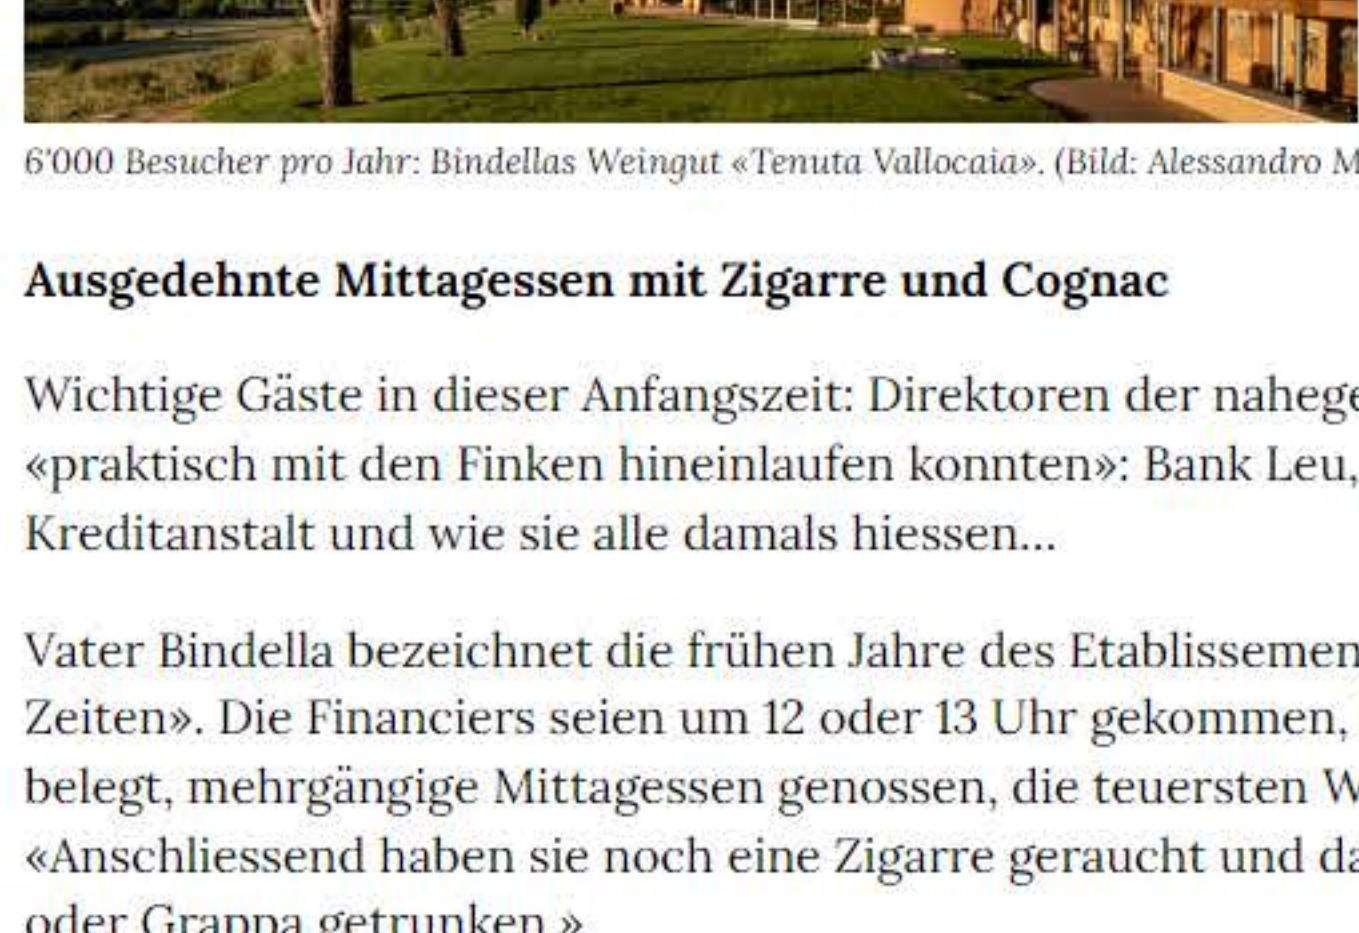 6'000 Besucher pro Jahr: Bindellas Weingut «Tenuta Vallocaia». (Bild: Alessandro M
Ausgedehnte Mittagessen mit Zigarre und Cognac
Wichtige Gäste in dieser Anfangszeit: Direktoren der nahege
«praktisch mit den Finken hineinlaufen konnten»: Bank Leu,
Kreditanstalt und wie sie alle damals hiessen...
Vater Bindella bezeichnet die frühen Jahre des Etablissemen
Zeiten». Die Financiers seien um 12 oder 13 Uhr gekommen,
belegt, mehrgängige Mittagessen genossen, die teuersten W
«Anschliessend haben sie noch eine Zigarre geraucht und da
oder Grappa getrunken.»